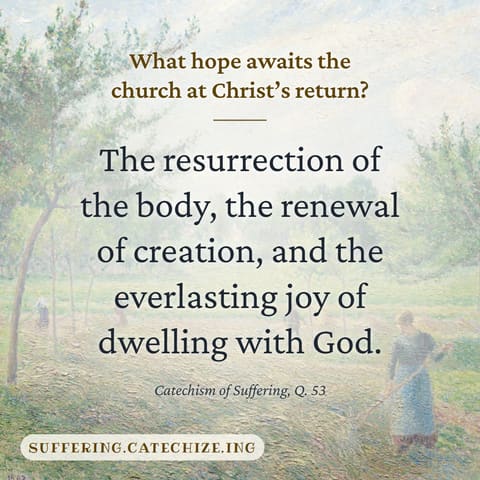 What hope awaits the
church at Christ's return?
The resurrection of
the body, the renewal
of creation, and the
everlasting joy of
dwelling with God.
Catechism of Suffering, Q. 53
SUFFERING.CATECHIZE.ING